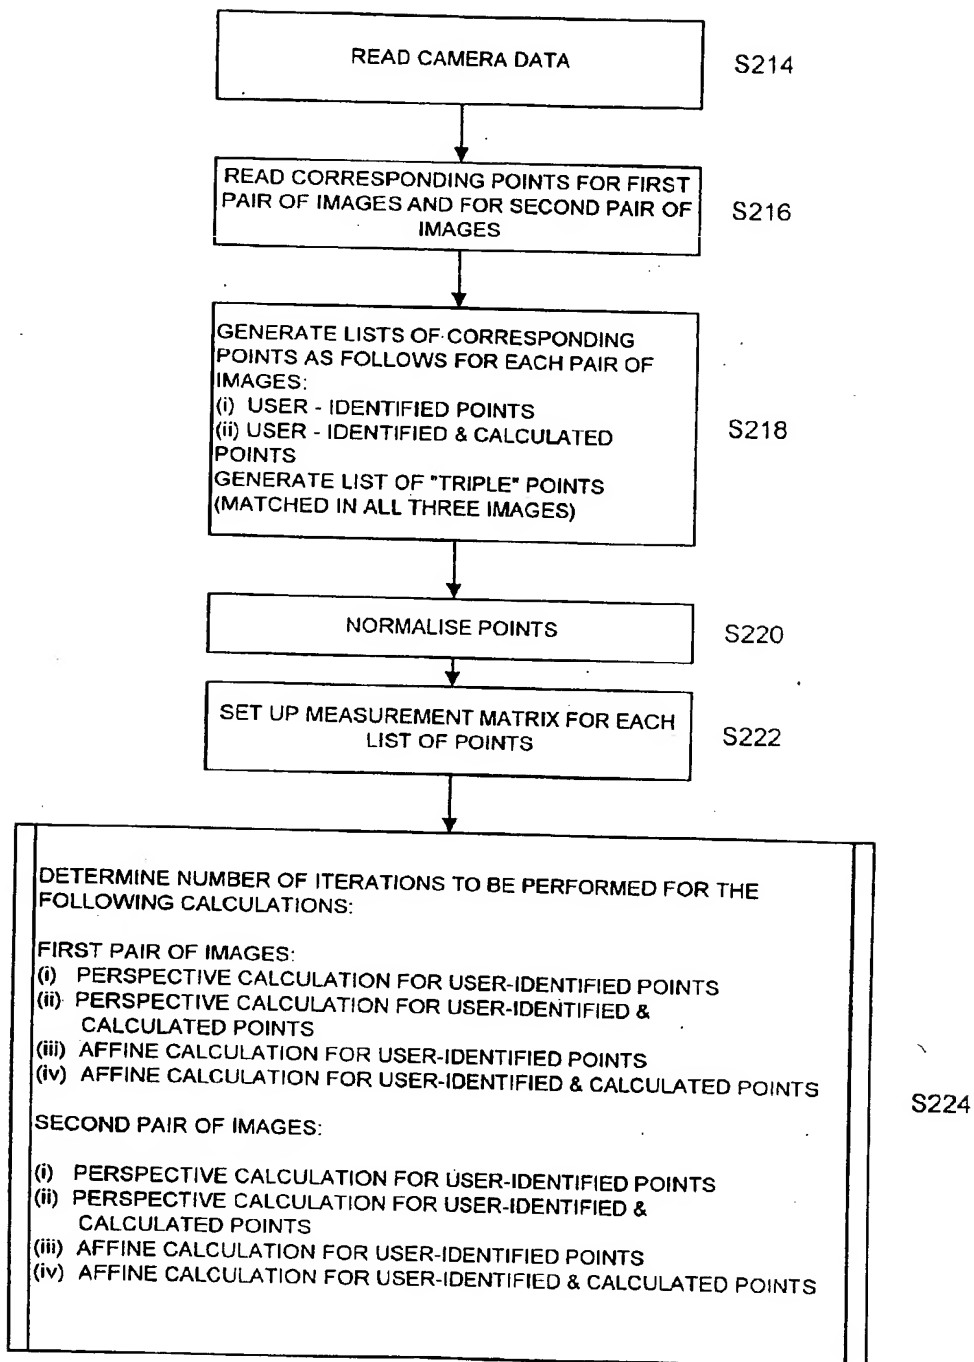 READ CAMERA DATA
S214
READ CORRESPONDING POINTS FOR FIRST
PAIR OF IMAGES AND FOR SECOND PAIR OF
IMAGES
S216
GENERATE LISTS OF CORRESPONDING
POINTS AS FOLLOWS FOR EACH PAIR OF
IMAGES:
(i) USER - IDENTIFIED POINTS
(ii) USER - IDENTIFIED & CALCULATED
POINTS
GENERATE LIST OF "TRIPLE" POINTS
(MATCHED IN ALL THREE IMAGES)
S218
NORMALISE POINTS
S220
SET UP MEASUREMENT MATRIX FOR EACH
LIST OF POINTS
S222
DETERMINE NUMBER OF ITERATIONS TO BE PERFORMED FOR THE
FOLLOWING CALCULATIONS:
FIRST PAIR OF IMAGES:
(i) PERSPECTIVE CALCULATION FOR USER-IDENTIFIED POINTS
(ii) PERSPECTIVE CALCULATION FOR USER-IDENTIFIED &
CALCULATED POINTS
(iii) AFFINE CALCULATION FOR USER-IDENTIFIED POINTS
(iv) AFFINE CALCULATION FOR USER-IDENTIFIED & CALCULATED POINTS
S224
SECOND PAIR OF IMAGES:
(i) PERSPECTIVE CALCULATION FOR USER-IDENTIFIED POINTS
(ii) PERSPECTIVE CALCULATION FOR USER-IDENTIFIED &
CALCULATED POINTS
(iii) AFFINE CALCULATION FOR USER-IDENTIFIED POINTS
(iv) AFFINE CALCULATION FOR USER-IDENTIFIED & CALCULATED POINTS